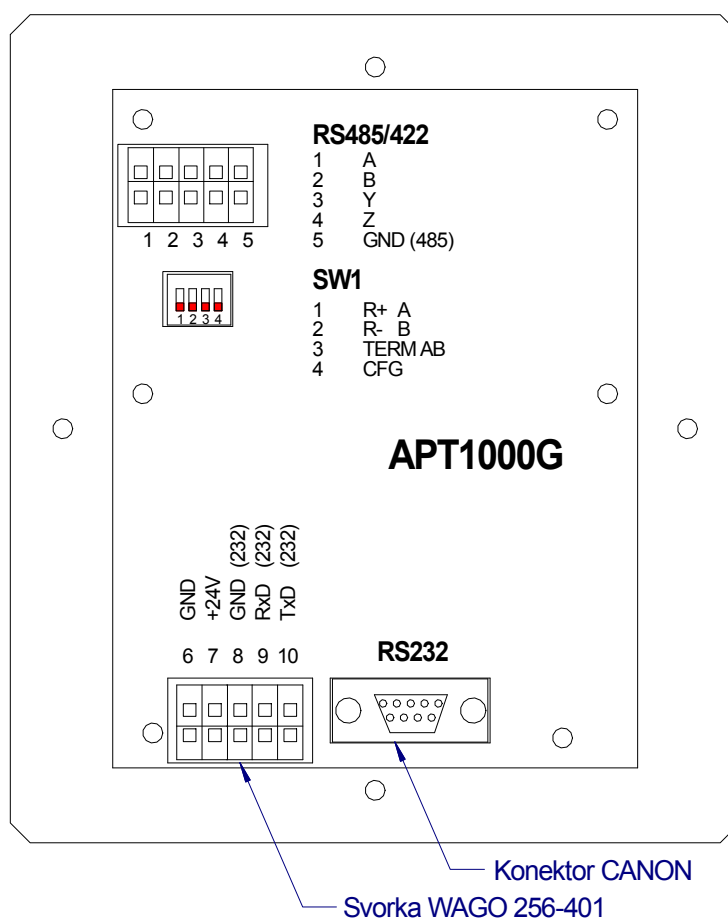 RS485/422
1 A
2 B
3 Y
4 Z
5 GND (485)
1 2 3 4 5
SW1
1 R+ A
2 R- B
3 TERM AB
4 CFG
1 2 3 4
APT1000G
GND
+24V
GND (232)
RxD (232)
TxD (232)
6 7 8 9 10
RS232
Konektor CANON
Svorka WAGO 256-401